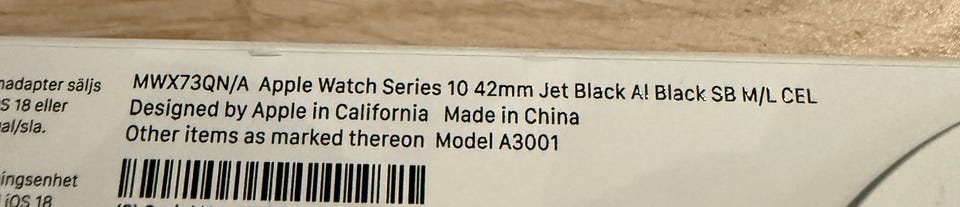 nadapter säljs
S 18 eller
al/sla.
ingsenhet
iOS 18
MWX73QN/A Apple Watch Series 10 42mm Jet Black Al Black SB M/L CEL
Designed by Apple in California Made in China
Other items as marked thereon Model A3001